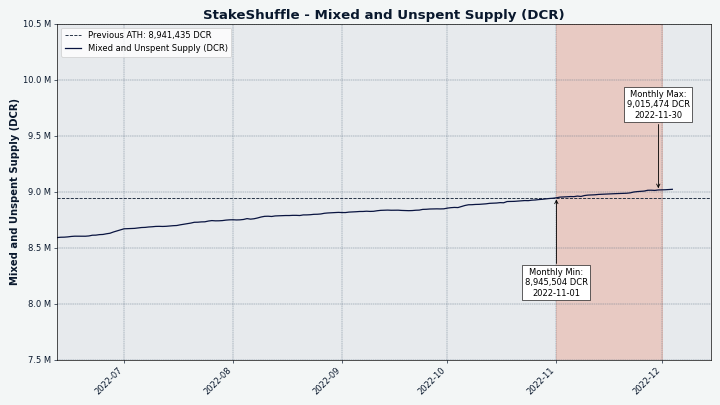 StakeShuffle - Mixed and Unspent Supply (DCR)
Previous ATH: 8,941,435 DCR
Mixed and Unspent Supply (DCR)
Mixed and Unspent Supply (DCR)
10.5 M
10.0 M
9.5 M
9.0 M
8.5 M
8.0 M
7.5 M
Monthly Max:
9,015,474 DCR
2022-11-30
Monthly Min:
8,945,504 DCR
2022-11-01
2022-07
2022-08
2022-09
2022-10
2022-11
2022-12